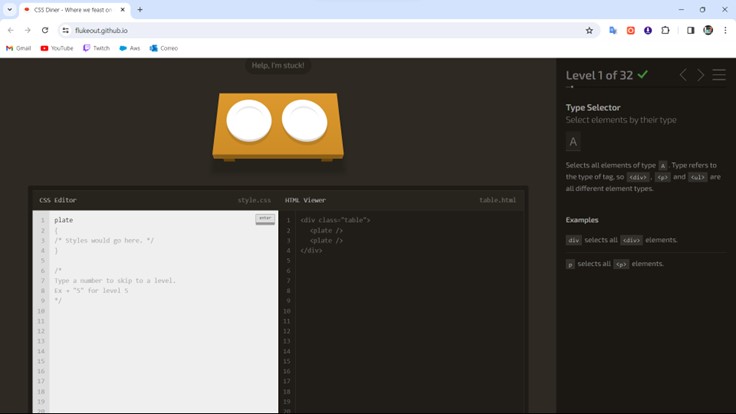 CSS Diner - Where we feast on
flukeout.github.io
Gmail
YouTube
Twitch
Aws
Correo
Help, I'm stuck!
CSS Editor
style.css
HTML Viewer
table.html
1 plate
2 {
3 /* Styles would go here. */
4 }
5
6 /*
7 Type a number to skip to a level.
8 Ex → "5" for level 5
9 */
10
11
12
13
14
15
16
17
18
19
20
enter
1 <div class="table">
2 <plate />
3 <plate />
4 </div>
5
6
7
8
9
10
11
12
13
14
15
16
17
18
19
20
Level 1 of 32
Type Selector
Select elements by their type
A
Selects all elements of type A. Type refers
to the type of tag, so <div>, <p> and <ul> are
all different element types.
Examples
div selects all <div> elements.
p selects all <p> elements.